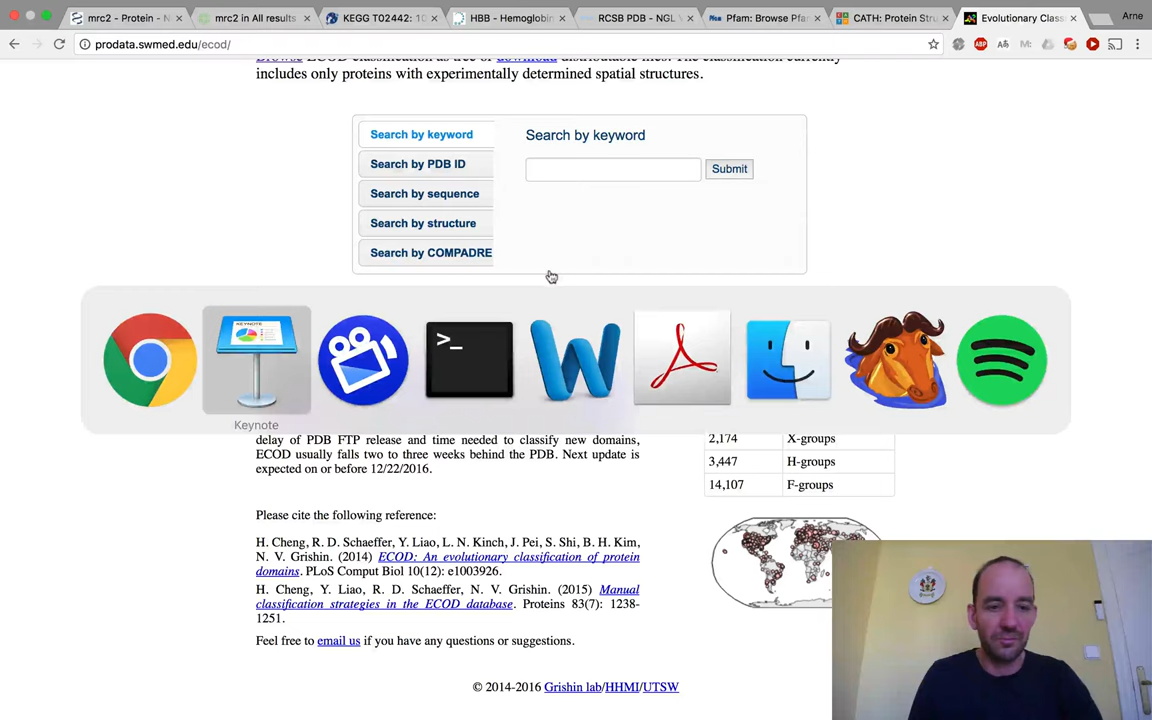 mrc2 - Protein - N
mrc2 in All results
KEGG T02442: 10
HBB - Hemoglobin
RCSB PDB - NGL V
Pfam: Browse Pfam
CATH: Protein Stru
Evolutionary Class
Arne
prodata.swmed.edu/ecod/
includes only proteins with experimentally determined spatial structures.
Search by keyword
Search by PDB ID
Search by sequence
Search by structure
Search by COMPADRE
Search by keyword
Submit
KEYNOTE
>_
Keynote
delay of PDB FTP release and time needed to classify new domains,
ECOD usually falls two to three weeks behind the PDB. Next update is
expected on or before 12/22/2016.
2,174 X-groups
3,447 H-groups
14,107 F-groups
Please cite the following reference:
H. Cheng, R. D. Schaeffer, Y. Liao, L. N. Kinch, J. Pei, S. Shi, B. H. Kim,
N. V. Grishin. (2014) ECOD: An evolutionary classification of protein
domains. PLoS Comput Biol 10(12): e1003926.
H. Cheng, Y. Liao, R. D. Schaeffer, N. V. Grishin. (2015) Manual
classification strategies in the ECOD database. Proteins 83(7): 1238-
1251.
Feel free to email us if you have any questions or suggestions.
© 2014-2016 Grishin lab/HHMI/UTSW